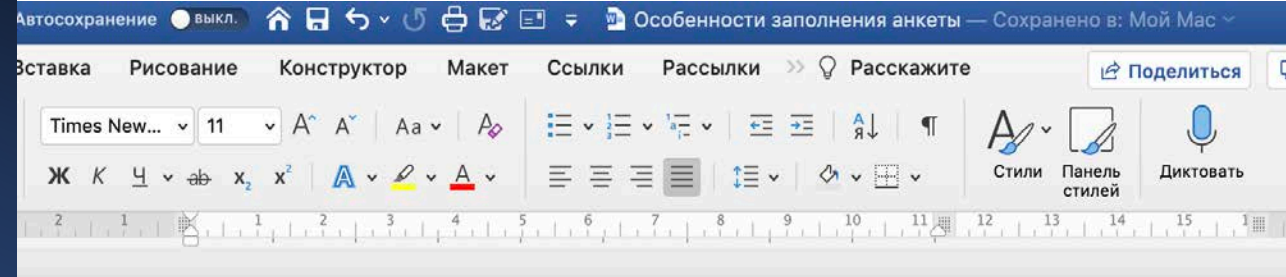 Автосохранение ВЫКЛ. Особенности заполнения анкеты — Сохранено в: Мой Mac
Вставка Рисование Конструктор Макет Ссылки Рассылки >> Расскажите Поделиться
Times New... 11 A^ A˅ Aa A А Я ¶
Ж К Ч ab x₂ x² A A Стили Панель стилей Диктовать
2 1 1 2 3 4 5 6 7 8 9 10 11 12 13 14 15